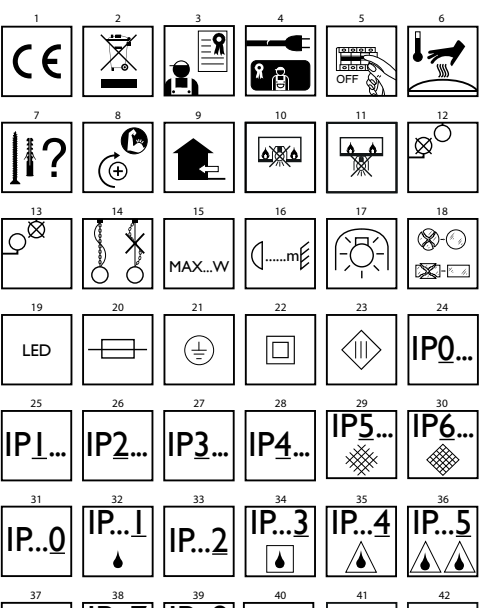 1 2 3 4 5 6
CE OFF
7 8 9 10 11 12
?
13 14 15 16 17 18
MAX...W ......m
19 20 21 22 23 24
LED IP0...
25 26 27 28 29 30
IP1... IP2... IP3... IP4... IP5... IP6...
31 32 33 34 35 36
IP...0 IP...1 IP...2 IP...3 IP...4 IP...5
37 38 39 40 41 42